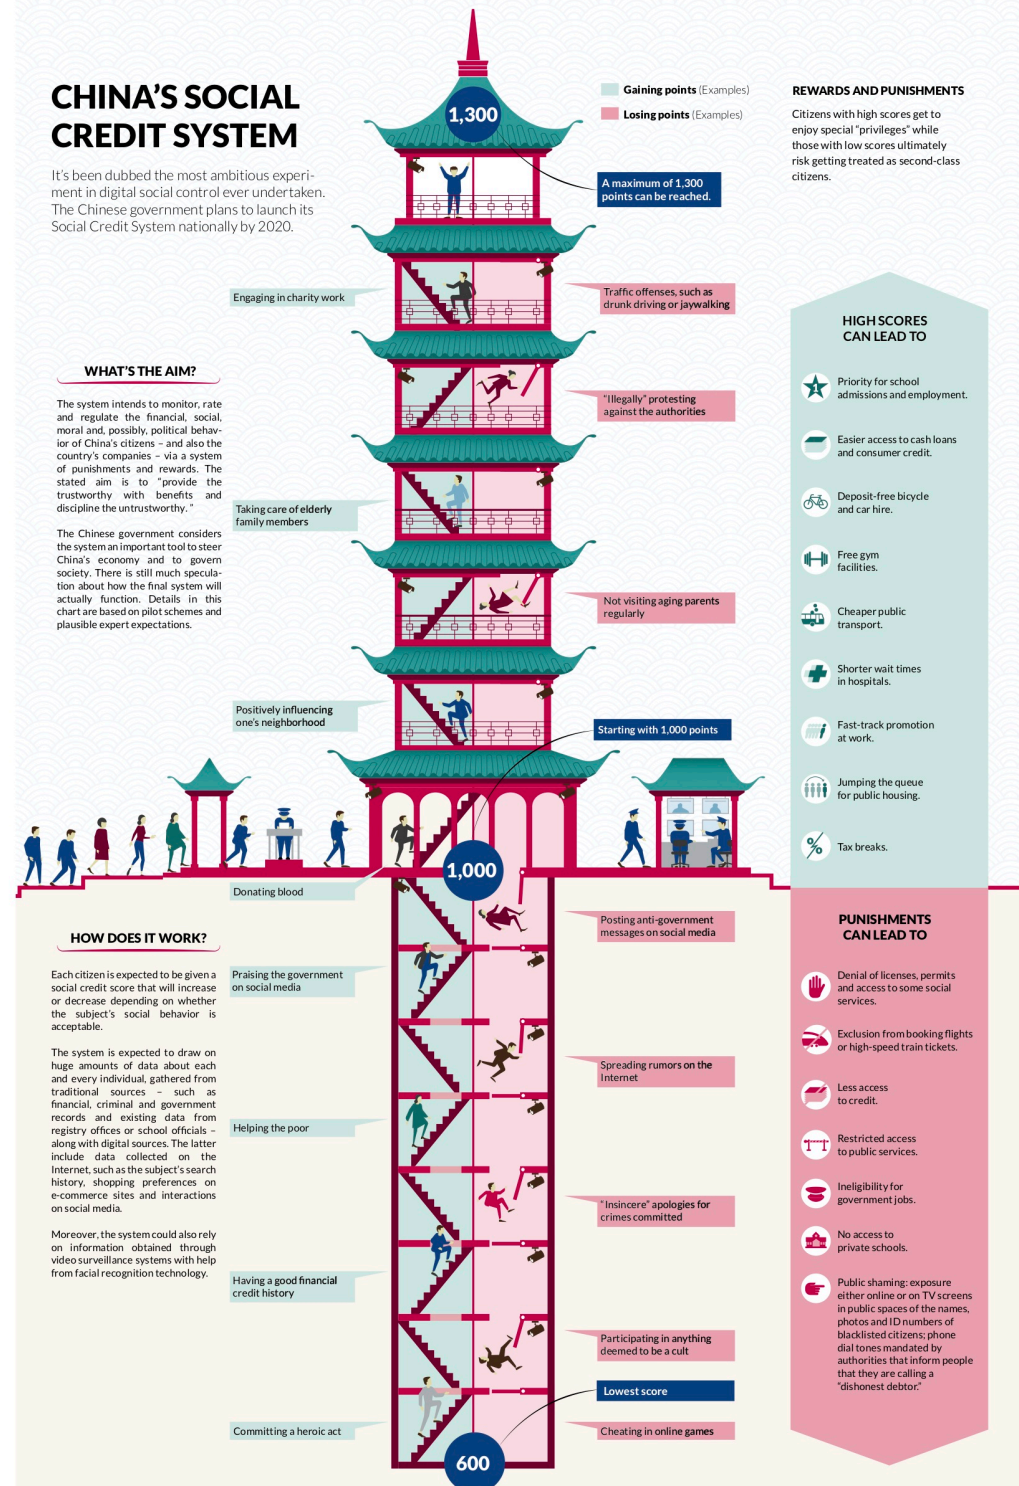 CHINA'S SOCIAL
CREDIT SYSTEM
It's been dubbed the most ambitious experi-
ment in digital social control ever undertaken.
The Chinese government plans to launch its
Social Credit System nationally by 2020.
WHAT'S THE AIM?
The system intends to monitor, rate
and regulate the financial, social,
moral and, possibly, political behav-
ior of China's citizens – and also the
country's companies – via a system
of punishments and rewards. The
stated aim is to "provide the
trustworthy with benefits and
discipline the untrustworthy. "
The Chinese government considers
the system an important tool to steer
China's economy and to govern
society. There is still much specula-
tion about how the final system will
actually function. Details in this
chart are based on pilot schemes and
plausible expert expectations.
HOW DOES IT WORK?
Each citizen is expected to be given a
social credit score that will increase
or decrease depending on whether
the subject's social behavior is
acceptable.
The system is expected to draw on
huge amounts of data about each
and every individual, gathered from
traditional sources – such as
financial, criminal and government
records and existing data from
registry offices or school officials –
along with digital sources. The latter
include data collected on the
Internet, such as the subject's search
history, shopping preferences on
e-commerce sites and interactions
on social media.
Moreover, the system could also rely
on information obtained through
video surveillance systems with help
from facial recognition technology.
Gaining points (Examples)
Losing points (Examples)
1,300
A maximum of 1,300
points can be reached.
Engaging in charity work
Traffic offenses, such as
drunk driving or jaywalking
"Illegally" protesting
against the authorities
Taking care of elderly
family members
Not visiting aging parents
regularly
Positively influencing
one's neighborhood
Starting with 1,000 points
1,000
Donating blood
Posting anti-government
messages on social media
Praising the government
on social media
Spreading rumors on the
Internet
Helping the poor
"Insincere" apologies for
crimes committed
Having a good financial
credit history
Participating in anything
deemed to be a cult
Lowest score
Committing a heroic act
Cheating in online games
600
REWARDS AND PUNISHMENTS
Citizens with high scores get to
enjoy special "privileges" while
those with low scores ultimately
risk getting treated as second-class
citizens.
HIGH SCORES
CAN LEAD TO
1
Priority for school
admissions and employment.
Easier access to cash loans
and consumer credit.
Deposit-free bicycle
and car hire.
Free gym
facilities.
Cheaper public
transport.
Shorter wait times
in hospitals.
Fast-track promotion
at work.
Jumping the queue
for public housing.
%
Tax breaks.
PUNISHMENTS
CAN LEAD TO
Denial of licenses, permits
and access to some social
services.
Exclusion from booking flights
or high-speed train tickets.
Less access
to credit.
Restricted access
to public services.
Ineligibility for
government jobs.
No access to
private schools.
Public shaming: exposure
either online or on TV screens
in public spaces of the names,
photos and ID numbers of
blacklisted citizens; phone
dial tones mandated by
authorities that inform people
that they are calling a
"dishonest debtor."